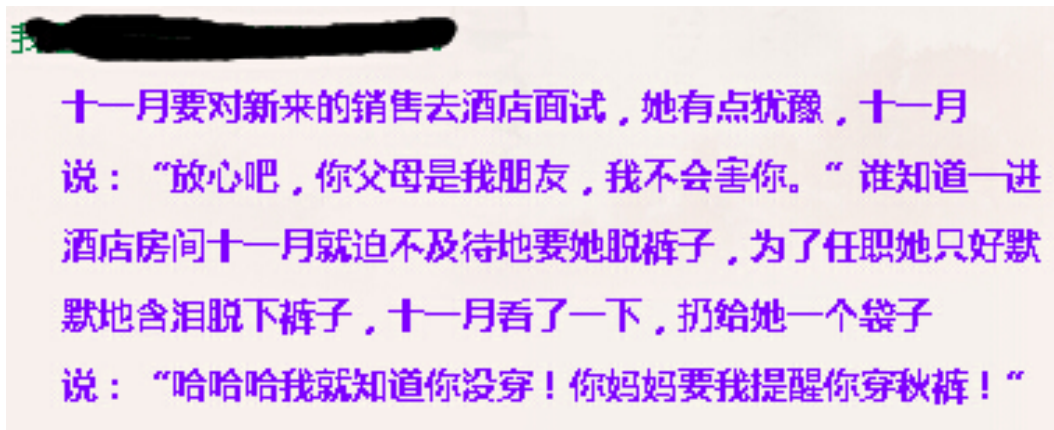 我
十一月要对新来的销售去酒店面试，她有点犹豫，十一月
说：“放心吧，你父母是我朋友，我不会害你。“ 谁知道一进
酒店房间十一月就迫不及待地要她脱裤子，为了任职她只好默
默地含泪脱下裤子，十一月看了一下，扔给她一个袋子
说：“哈哈哈我就知道你没穿！你妈妈要我提醒你穿秋裤！“